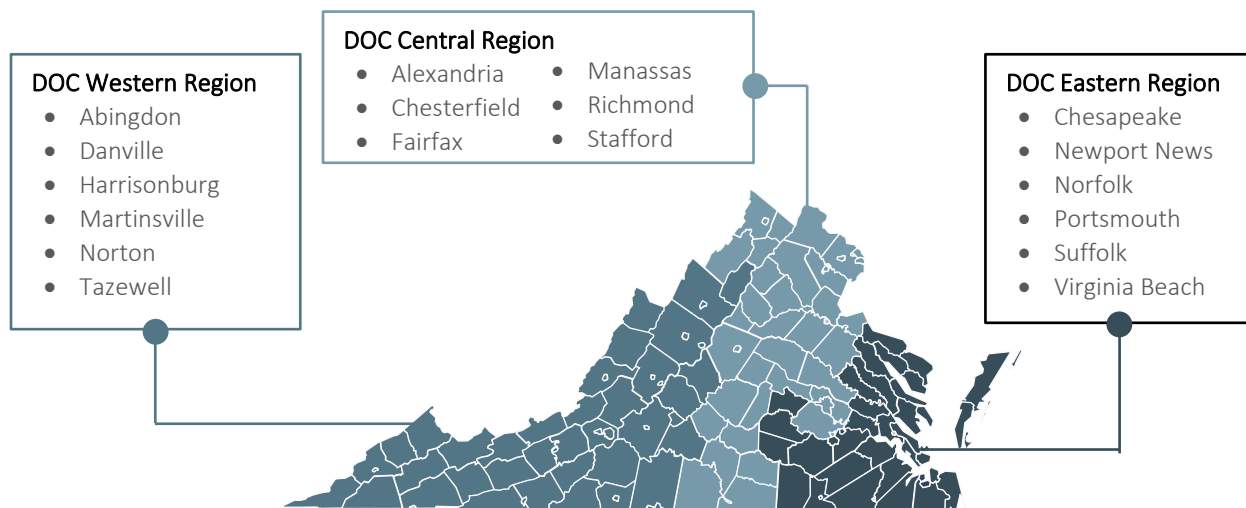 DOC Western Region
• Abingdon
• Danville
• Harrisonburg
• Martinsville
• Norton
• Tazewell
DOC Central Region
• Alexandria
• Chesterfield
• Fairfax
• Manassas
• Richmond
• Stafford
DOC Eastern Region
• Chesapeake
• Newport News
• Norfolk
• Portsmouth
• Suffolk
• Virginia Beach